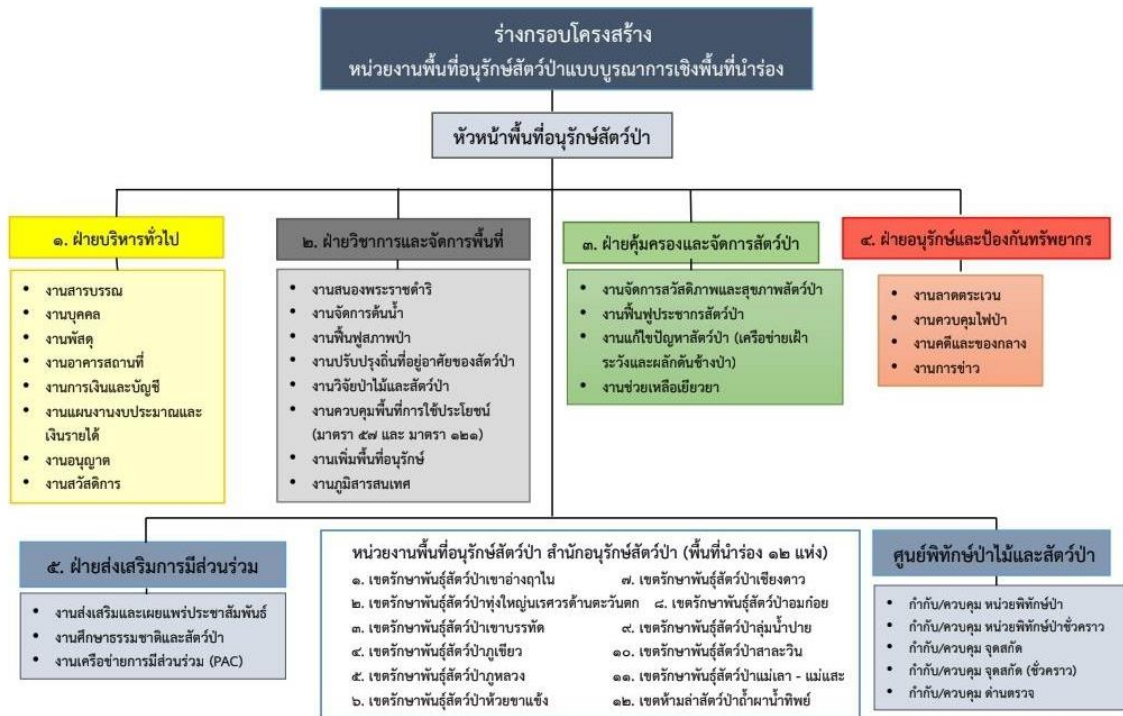 ร่างกรอบโครงสร้าง
หน่วยงานพื้นที่อนุรักษ์สัตว์ป่าแบบบูรณาการเชิงพื้นที่นำร่อง
หัวหน้าพื้นที่อนุรักษ์สัตว์ป่า
๑. ฝ่ายบริหารทั่วไป
• งานสารบรรณ
• งานบุคคล
• งานพัสดุ
• งานอาคารสถานที่
• งานการเงินและบัญชี
• งานแผนงานงบประมาณและ
เงินรายได้
• งานอนุญาต
• งานสวัสดิการ
๒. ฝ่ายวิชาการและจัดการพื้นที่
• งานสนองพระราชดำริ
• งานจัดการต้นน้ำ
• งานฟื้นฟูสภาพป่า
• งานปรับปรุงถิ่นที่อยู่อาศัยของสัตว์ป่า
• งานวิจัยป่าไม้และสัตว์ป่า
• งานควบคุมพื้นที่การใช้ประโยชน์
(มาตรา ๕๗ และ มาตรา ๑๒๑)
• งานเพิ่มพื้นที่อนุรักษ์
• งานภูมิสารสนเทศ
๓. ฝ่ายคุ้มครองและจัดการสัตว์ป่า
• งานจัดการสวัสดิภาพและสุขภาพสัตว์ป่า
• งานฟื้นฟูประชากรสัตว์ป่า
• งานแก้ไขปัญหาสัตว์ป่า (เครือข่ายเฝ้า
ระวังและผลักดันช้างป่า)
• งานช่วยเหลือเยียวยา
๔. ฝ่ายอนุรักษ์และป้องกันทรัพยากร
• งานลาดตระเวน
• งานควบคุมไฟป่า
• งานคดีและของกลาง
• งานการข่าว
๕. ฝ่ายส่งเสริมการมีส่วนร่วม
• งานส่งเสริมและเผยแพร่ประชาสัมพันธ์
• งานศึกษาธรรมชาติและสัตว์ป่า
• งานเครือข่ายการมีส่วนร่วม (PAC)
หน่วยงานพื้นที่อนุรักษ์สัตว์ป่า สำนักอนุรักษ์สัตว์ป่า (พื้นที่นำร่อง ๑๒ แห่ง)
๑. เขตรักษาพันธุ์สัตว์ป่าเขาอ่างฤาไน
๒. เขตรักษาพันธุ์สัตว์ป่าทุ่งใหญ่นเรศวรด้านตะวันตก
๓. เขตรักษาพันธุ์สัตว์ป่าเขาบรรทัด
๔. เขตรักษาพันธุ์สัตว์ป่าภูเขียว
๕. เขตรักษาพันธุ์สัตว์ป่าภูหลวง
๖. เขตรักษาพันธุ์สัตว์ป่าห้วยขาแข้ง
๗. เขตรักษาพันธุ์สัตว์ป่าเชียงดาว
๘. เขตรักษาพันธุ์สัตว์ป่าอมก๋อย
๙. เขตรักษาพันธุ์สัตว์ป่าลุ่มน้ำปาย
๑๐. เขตรักษาพันธุ์สัตว์ป่าสาละวิน
๑๑. เขตรักษาพันธุ์สัตว์ป่าแม่เลา - แม่แสะ
๑๒. เขตห้ามล่าสัตว์ป่าถ้ำผาน้ำทิพย์
ศูนย์พิทักษ์ป่าไม้และสัตว์ป่า
• กำกับ/ควบคุม หน่วยพิทักษ์ป่า
• กำกับ/ควบคุม หน่วยพิทักษ์ป่าชั่วคราว
• กำกับ/ควบคุม จุดสกัด
• กำกับ/ควบคุม จุดสกัด (ชั่วคราว)
• กำกับ/ควบคุม ด่านตรวจ